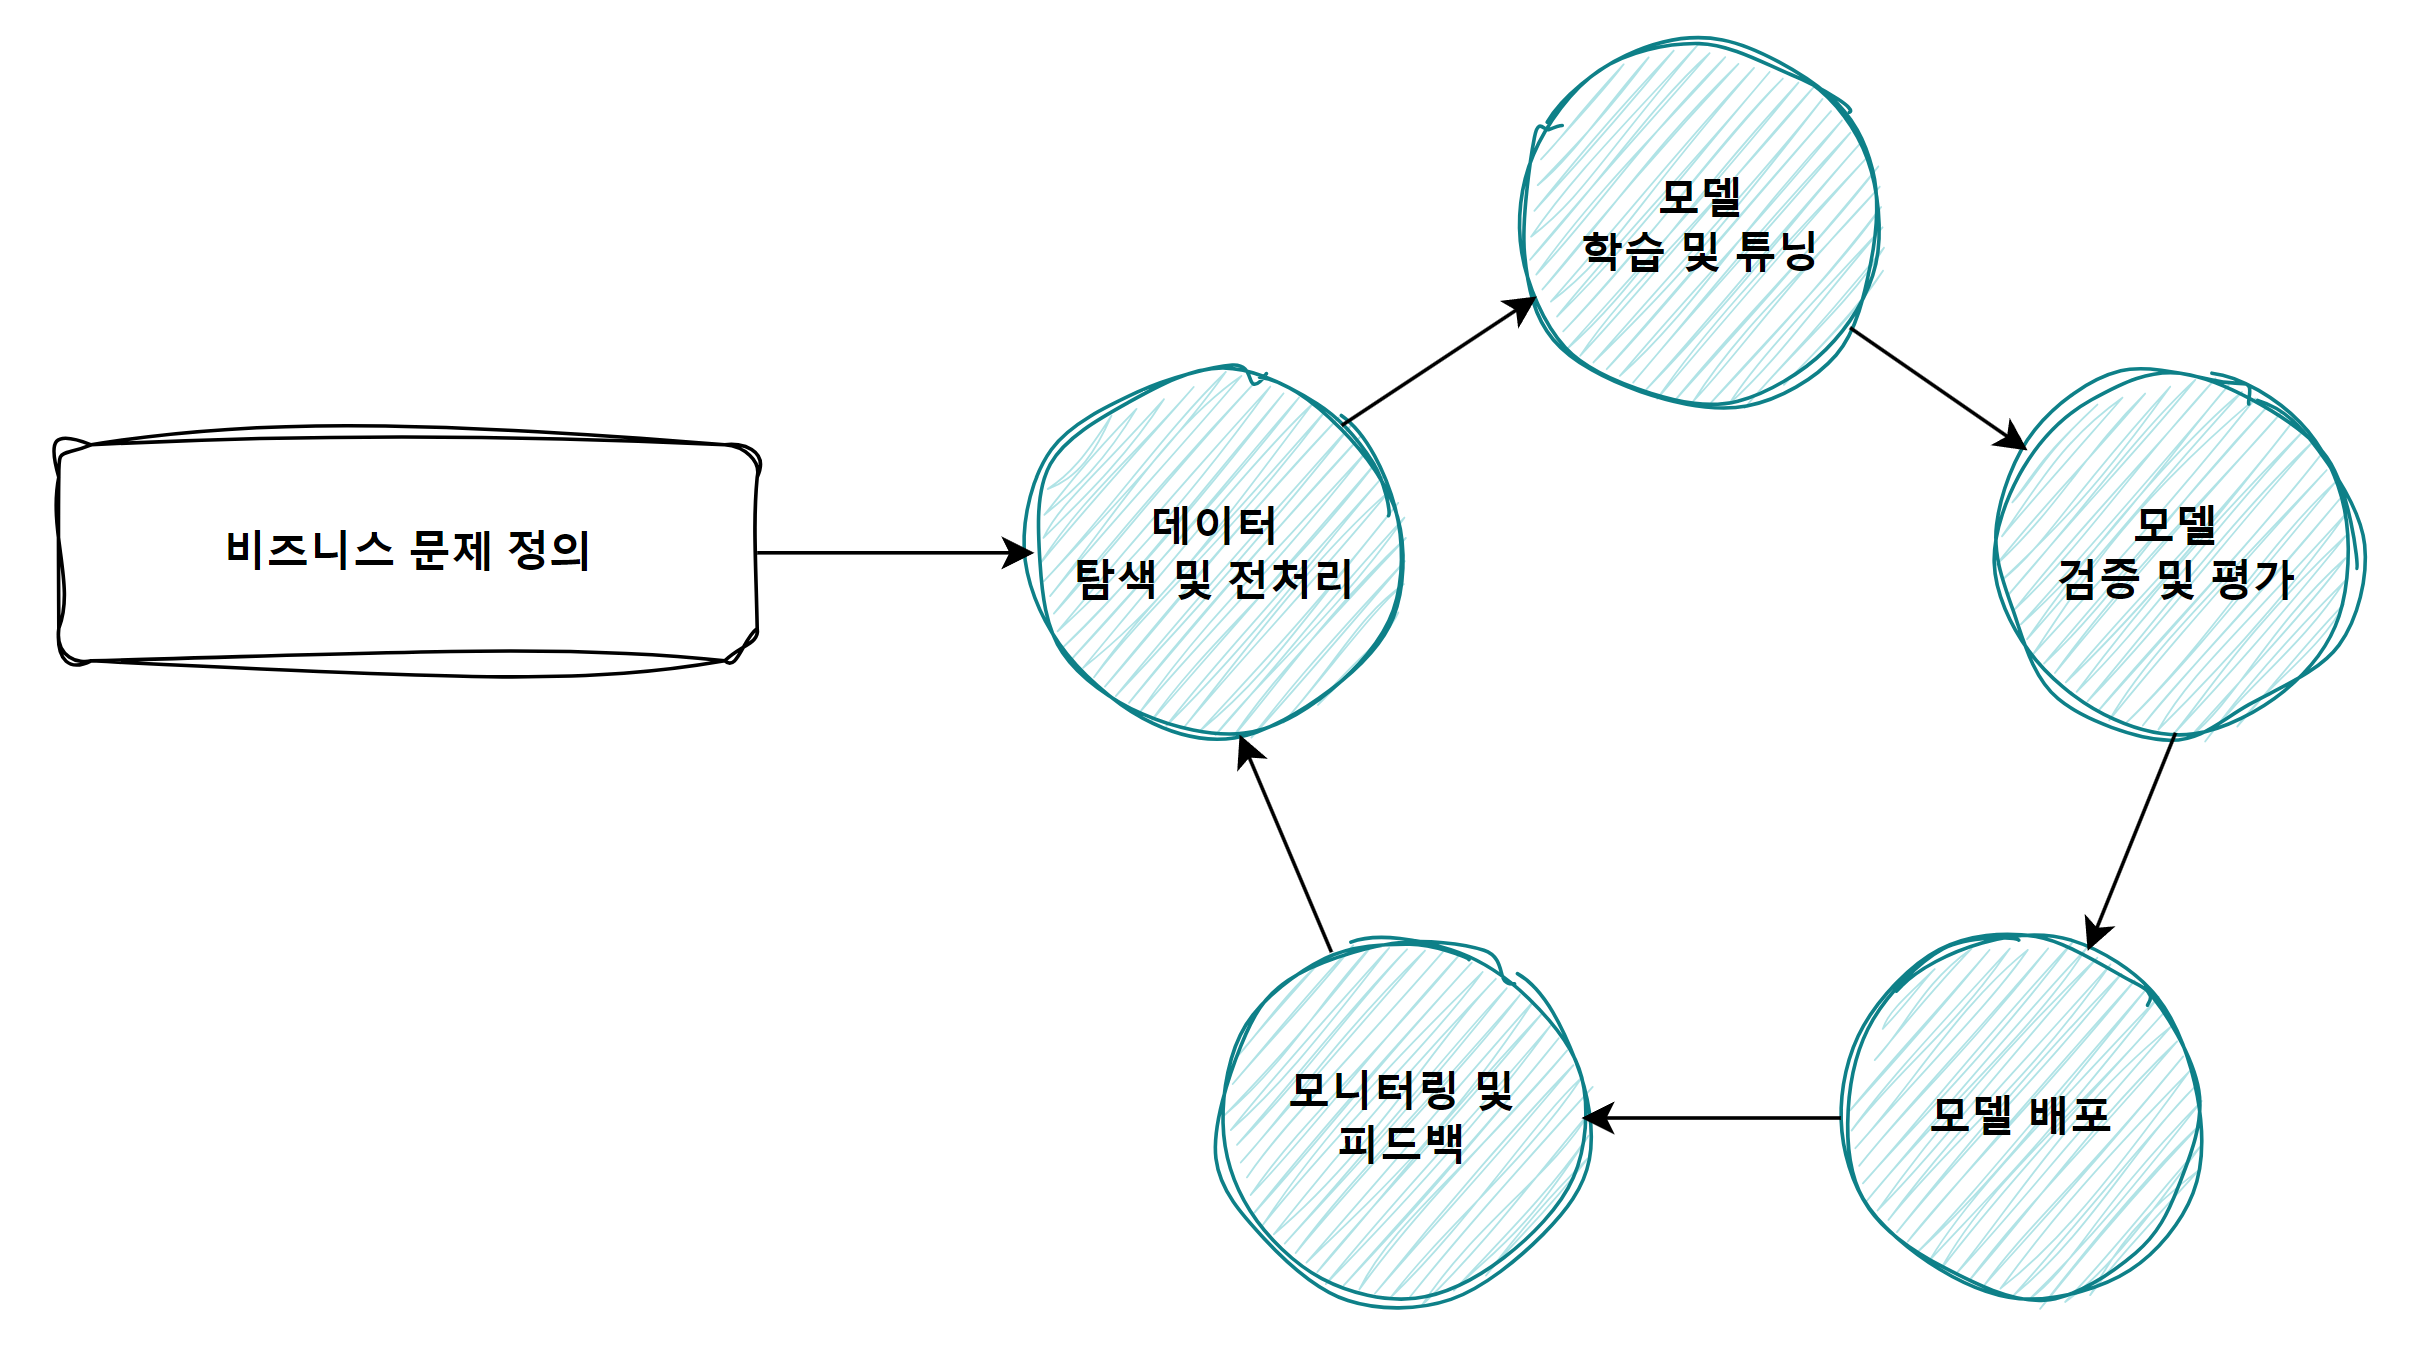 비즈니스 문제 정의
데이터
탐색 및 전쳐리
모델
학습 및 튜닝
모델
검증 및 평가
모델 배포
모니터링 및
피드백